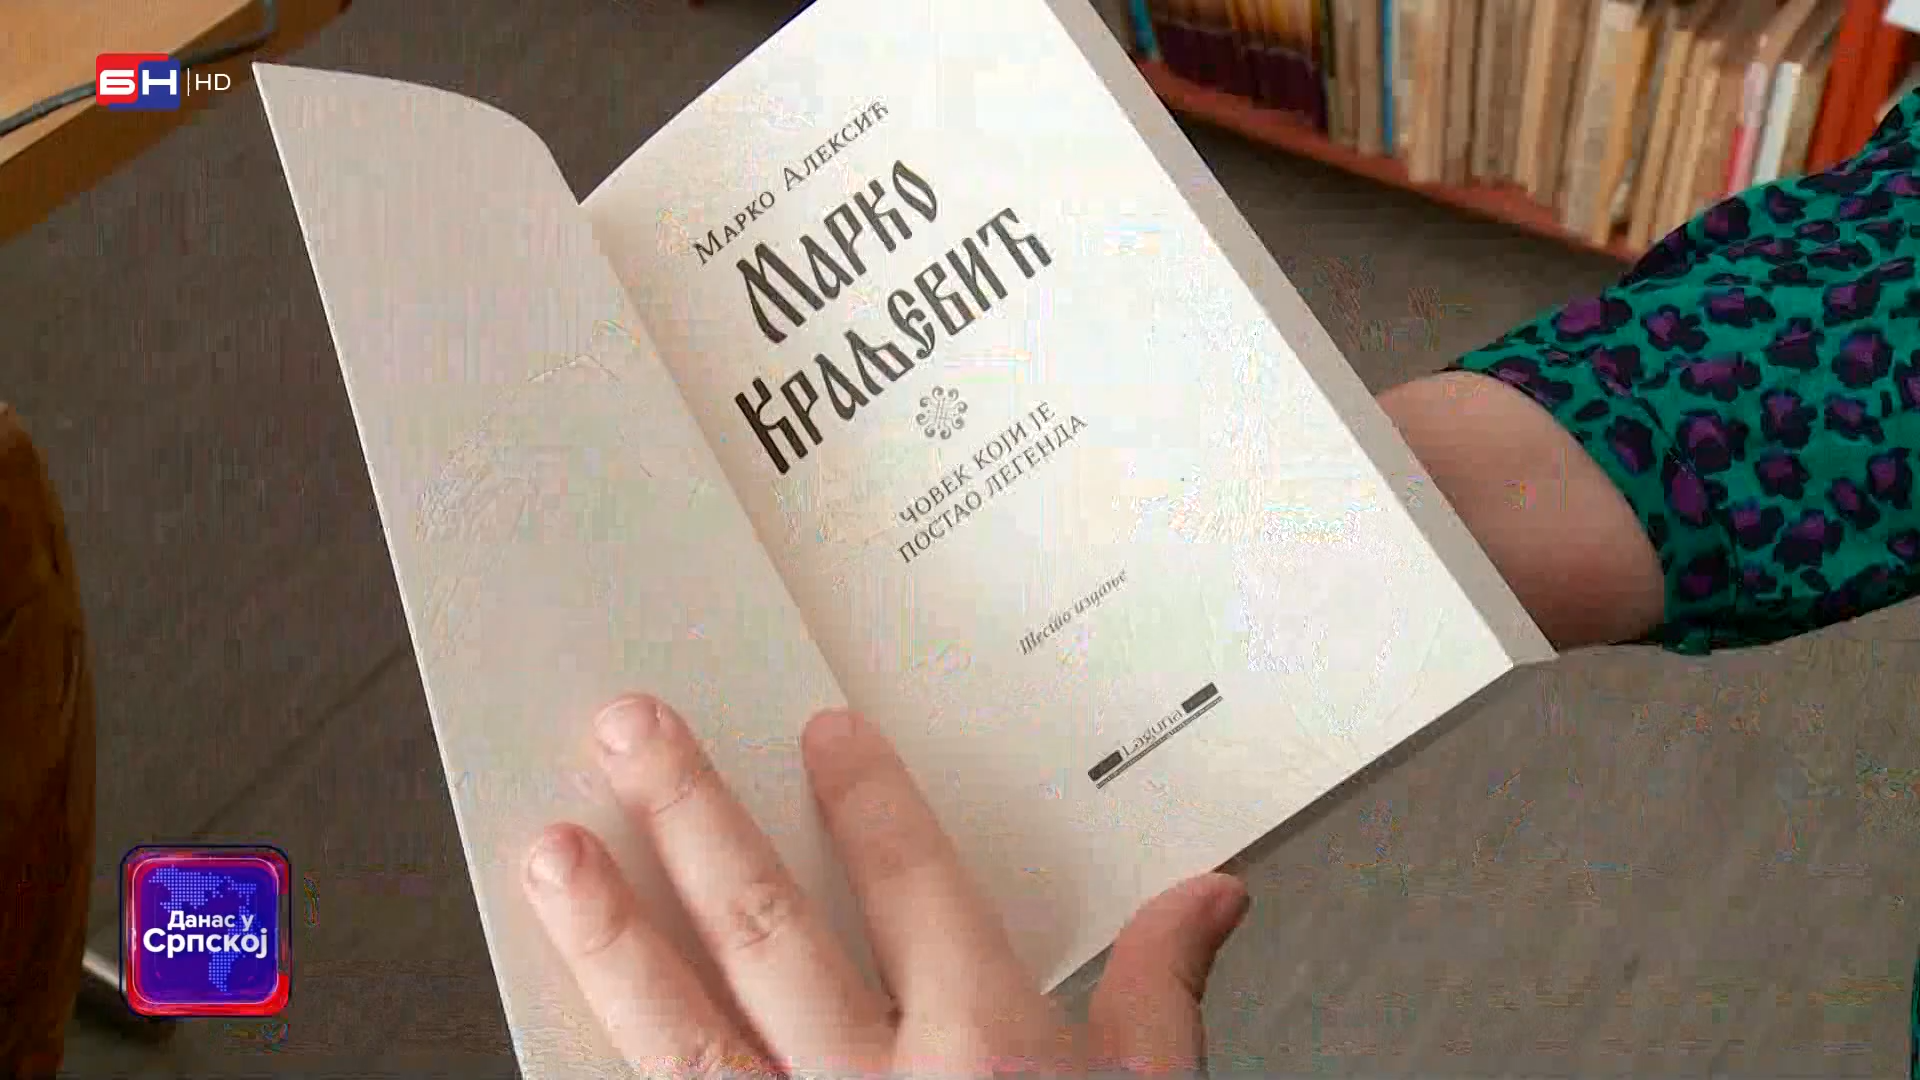 БН HD
Марко Алексић
Марко
Краљевић
ЧОВЕК КОЈИ ЈЕ
ПОСТАО ЛЕГЕНДА
Шесто издање
Laguna
Данас у
Српској